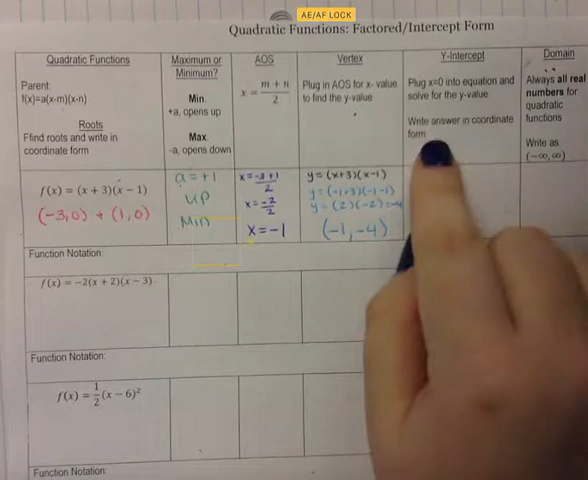 AE/AF LOCK
Quadratic Functions: Factored/Intercept Form
Quadratic Functions
Parent:
f(x)=a(x-m)(x-n)
Roots
Ffind roots and write in
coordinate form
Maximum or
Minimum?
Min
+a, opens up
Max
-a, opens down
AOS
x = m + n / 2
Vertex
Plug in AOS for x- value
to find the y-value
Y-Intercept
Plug x=0 into equation and
solve for the y-value
Write answer in coordinate
form
Domain
Always all real
numbers for
quadratic
functions
Write as
(−∞,∞)
f(x) = (x + 3)(x − 1)
(-3,0) + (1,0)
a = +1
UP
Min
x = -3+1 / 2
x = -2 / 2
x = -1
y = (x+3)(x-1)
y = (-1+3)(-1-1)
y = (2)(-2) = -4
(-1, -4)
Function Notation:
f(x) = −2(x + 2)(x − 3)
Function Notation:
f(x) = 1/2 (x − 6)²
Function Notation: